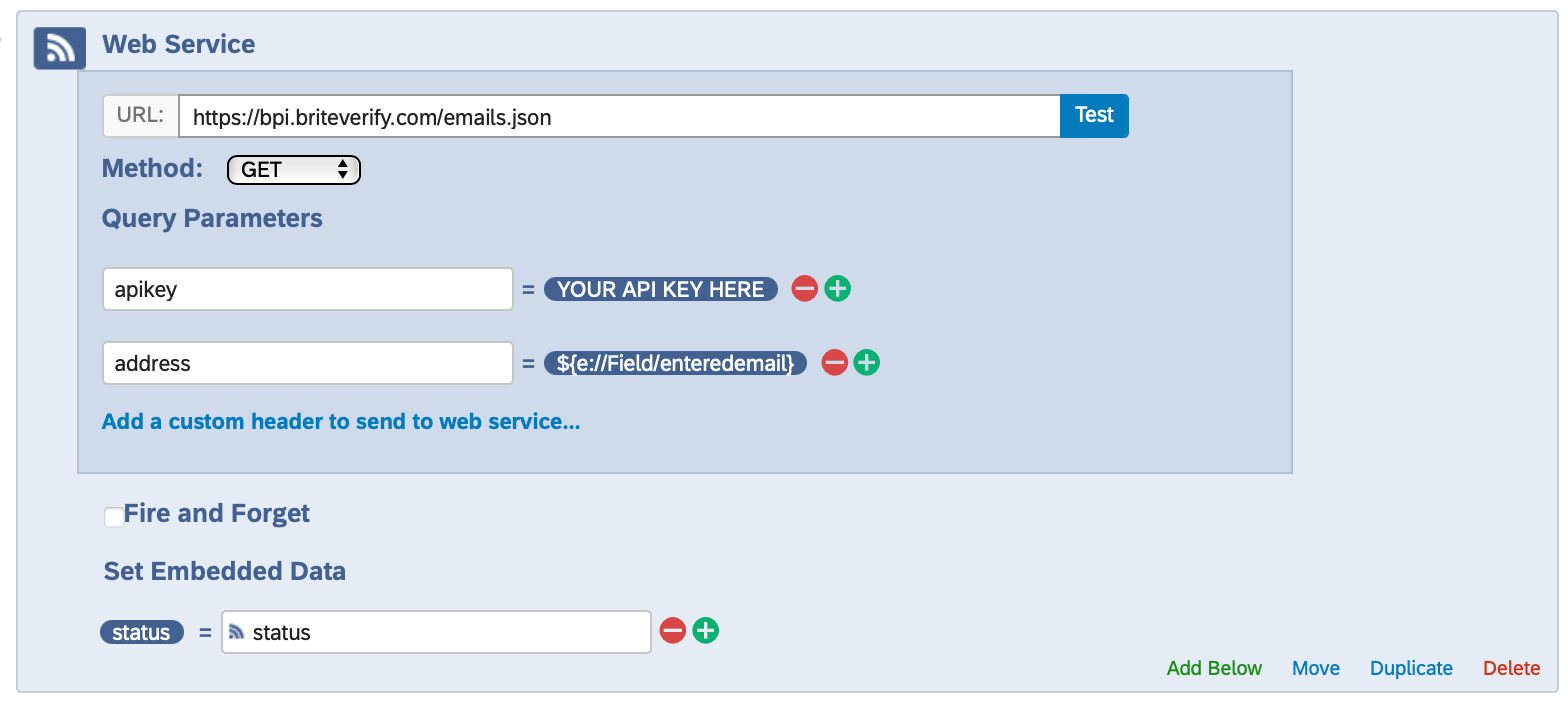 Web Service
URL: https://bpi.briteverify.com/emails.json Test
Method: GET
Query Parameters
apikey = YOUR API KEY HERE
address = ${e://Field/enteredemail}
Add a custom header to send to web service...
Fire and Forget
Set Embedded Data
status = status
Add Below Move Duplicate Delete